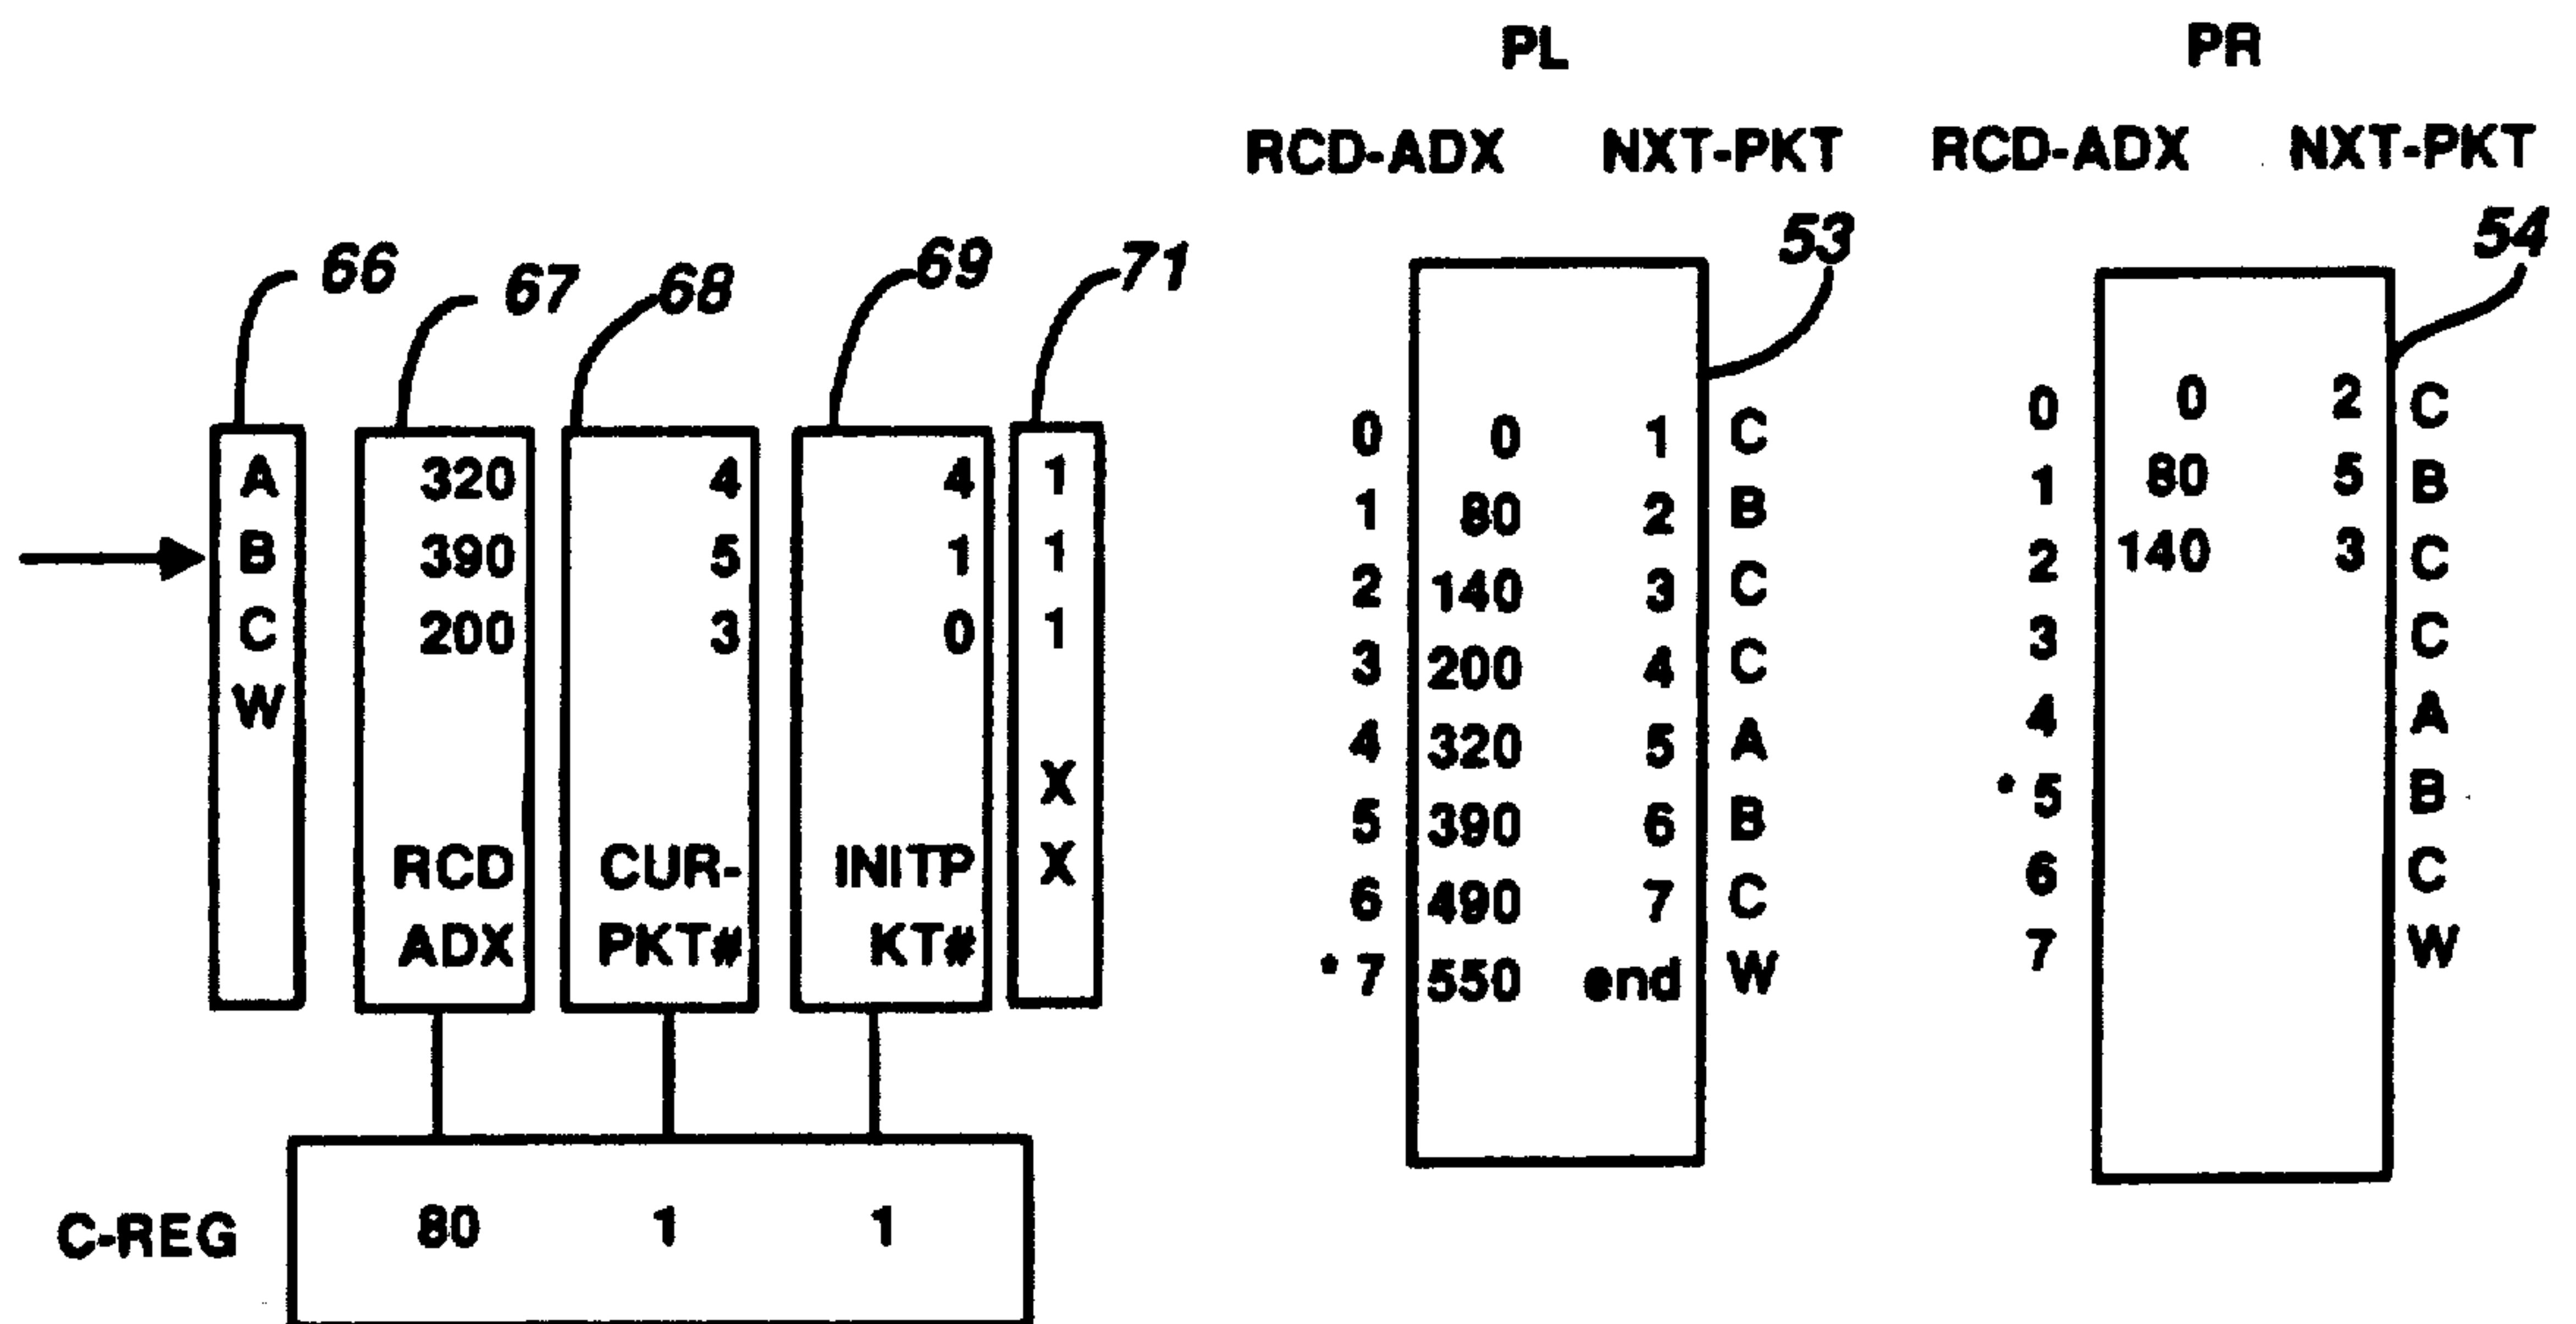 PL PR
RCD-ADX NXT-PKT RCD-ADX NXT-PKT
66 67 68 69 71 53 54
A 320 4 4 1
B 390 5 1 1
C 200 3 0 1
W
X
RCD CUR- INITP X
ADX PKT# KT#
C-REG 80 1 1
0 0 1 C
1 80 2 B
2 140 3 C
3 200 4 C
4 320 5 A
5 390 6 B
6 490 7 C
* 7 550 end W
0 0 2 C
1 80 5 B
2 140 3 C
3 C
4 A
* 5 B
6 C
7 W